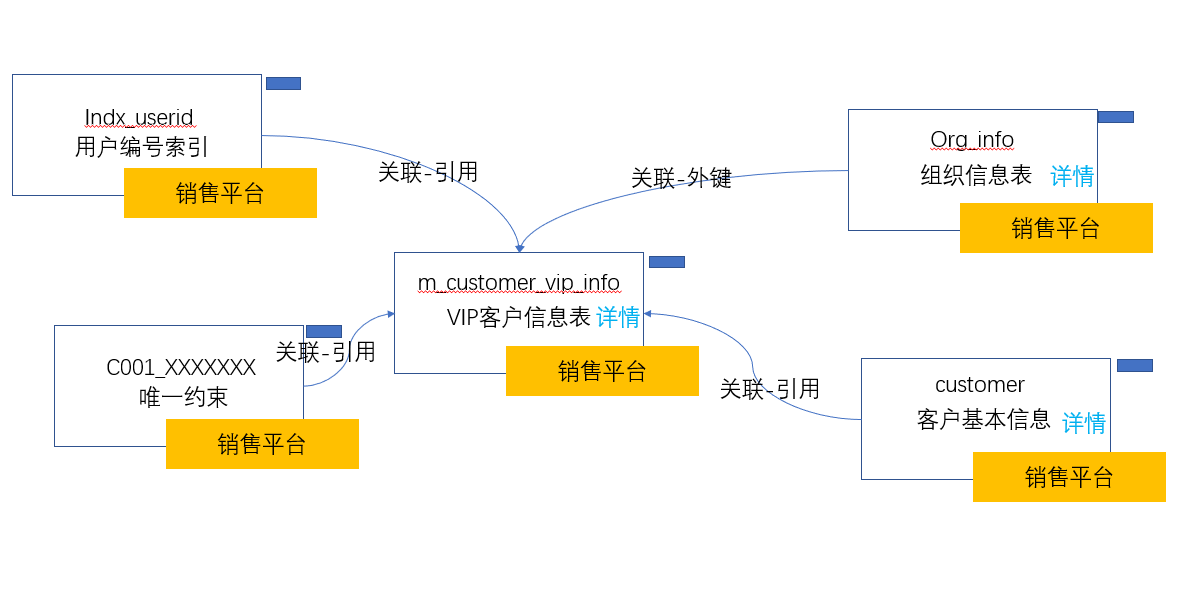 Indx_userid
用户编号索引
销售平台
关联-引用
关联-外键
Org_info
组织信息表 详情
销售平台
m_customer_vip_info
VIP客户信息表 详情
销售平台
C001_XXXXXXX
唯一约束
销售平台
关联-引用
关联-引用
customer
客户基本信息 详情
销售平台